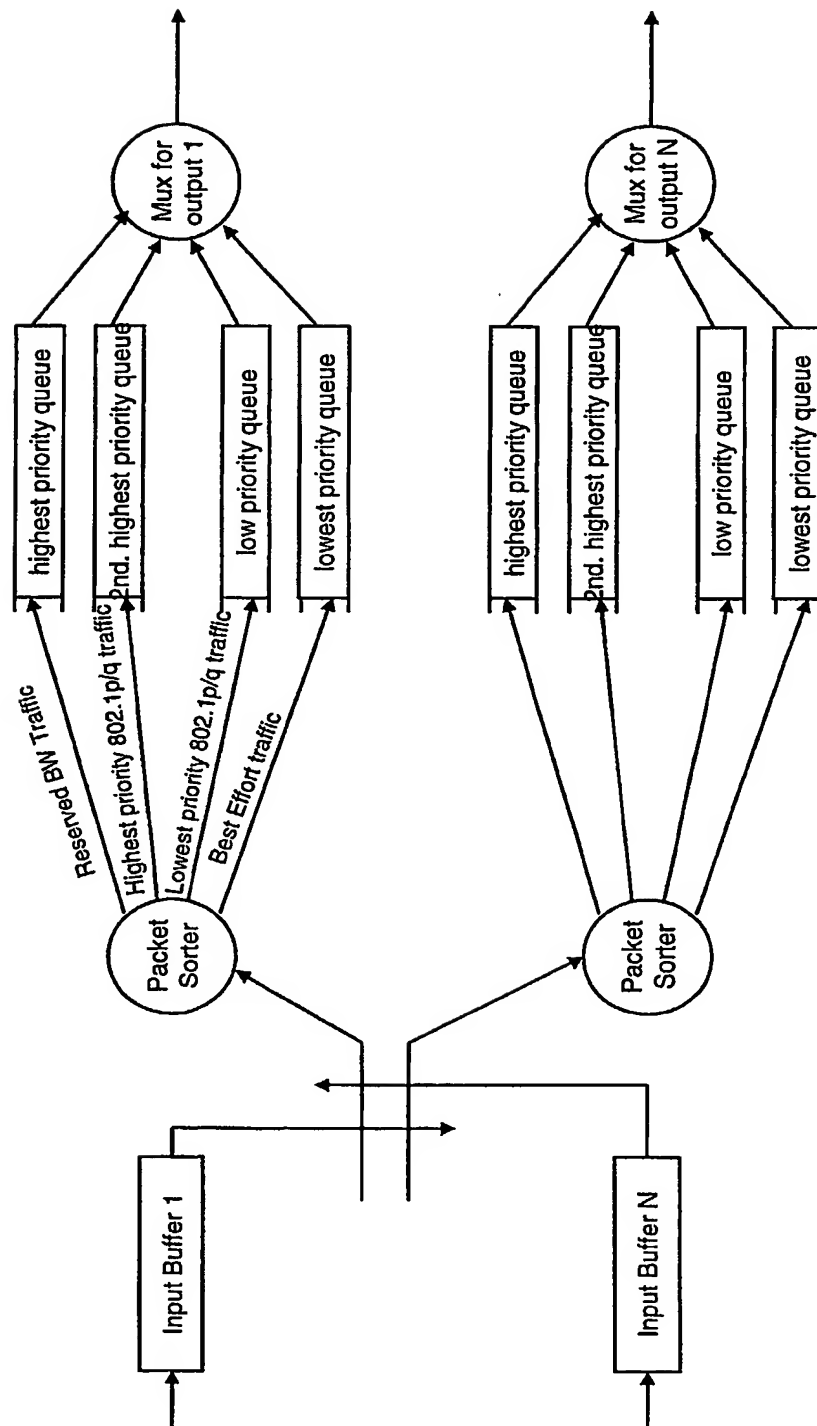 Input Buffer 1
Input Buffer N
Packet
Sorter
Reserved BW Traffic
Highest priority 802.1p/q traffic
Lowest priority 802.1p/q traffic
Best Effort traffic
highest priority queue
2nd. highest priority queue
low priority queue
lowest priority queue
Mux for
output 1
Packet
Sorter
highest priority queue
2nd. highest priority queue
low priority queue
lowest priority queue
Mux for
output N